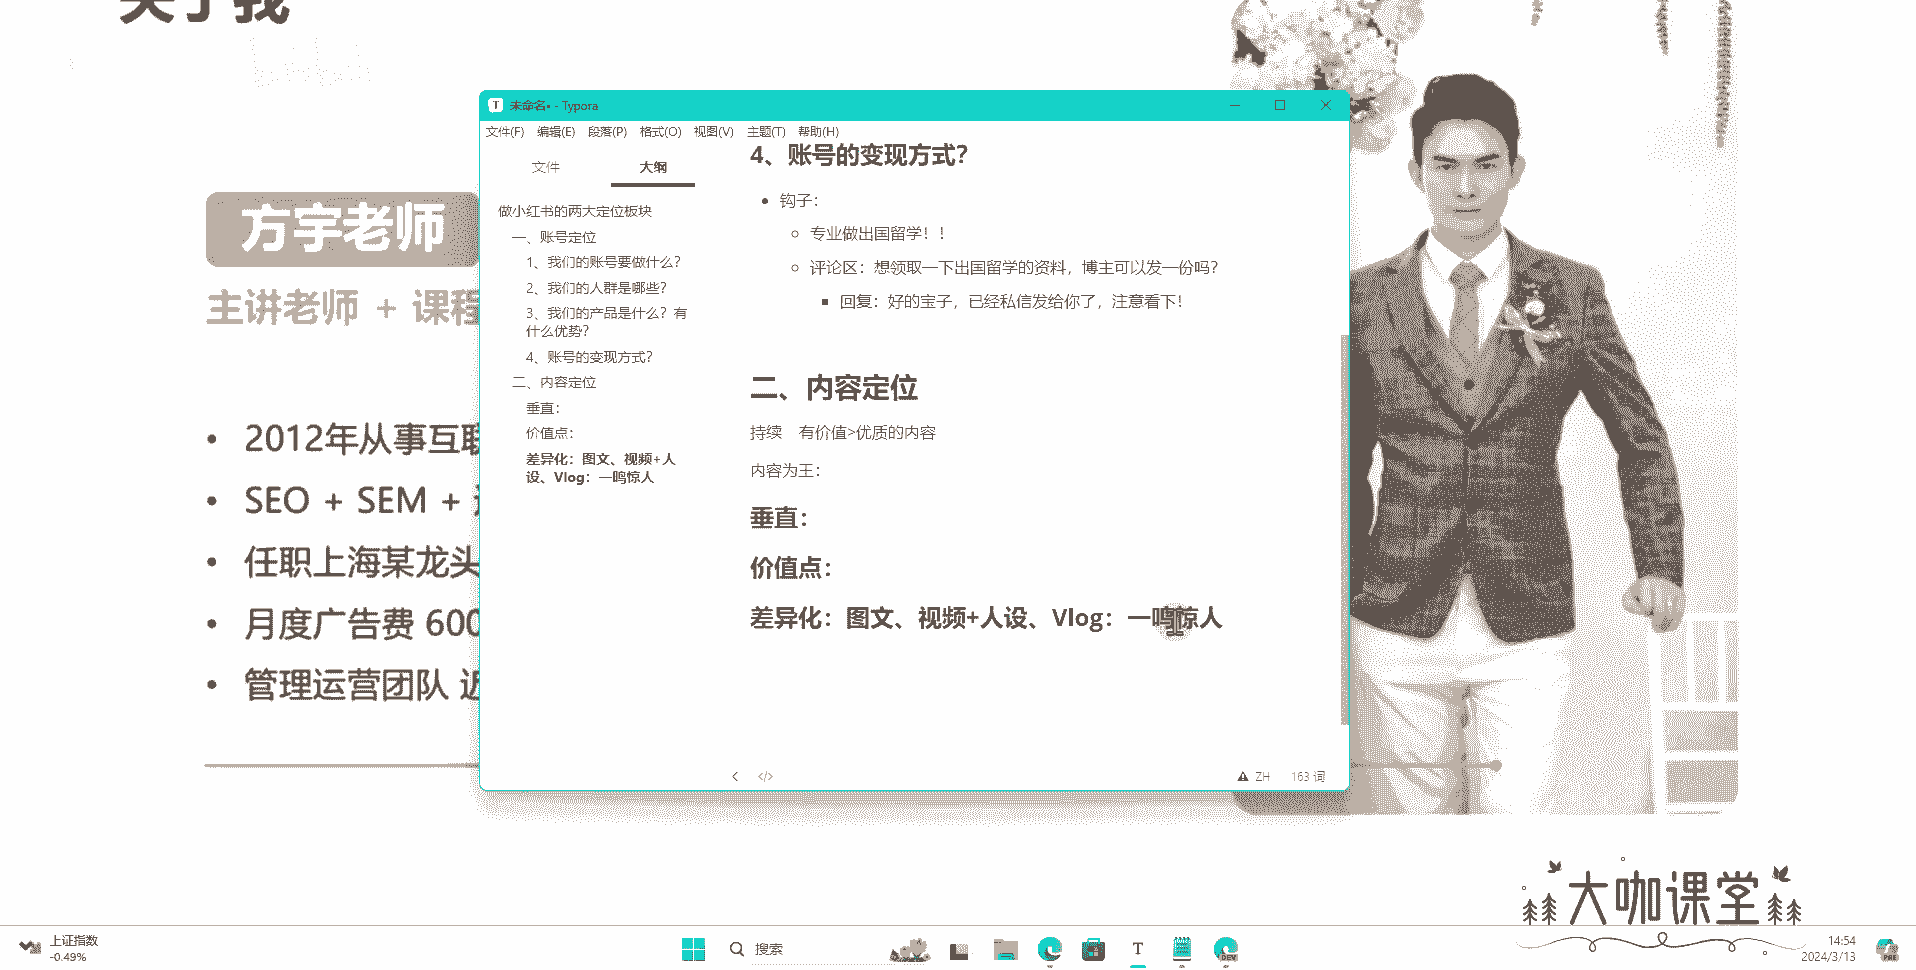 关于我
方宇老师
主讲老师 + 课程
2012年从事互联
SEO + SEM +
任职上海某龙头
月度广告费 600
管理运营团队 近
未命名• - Typora
文件(F) 编辑(E) 段落(P) 格式(O) 视图(V) 主题(T) 帮助(H)
文件 大纲
做小红书的两大定位板块
一、账号定位
1、我们的账号要做什么？
2、我们的人群是哪些？
3、我们的产品是什么？有
什么优势？
4、账号的变现方式？
二、内容定位
垂直：
价值点：
差异化：图文、视频+人
设、Vlog：一鸣惊人
4、账号的变现方式？
钩子：
专业做出国留学！！
评论区：想领取一下出国留学的资料，博主可以发一份吗？
回复：好的宝子，已经私信发给你了，注意看下！
二、内容定位
持续 有价值>优质的内容
内容为王：
垂直：
价值点：
差异化：图文、视频+人设、Vlog：一鸣惊人
ZH 163 词
大咖课堂
上证指数
-0.49%
搜索
T
DEV
14:54
2024/3/13
PRE